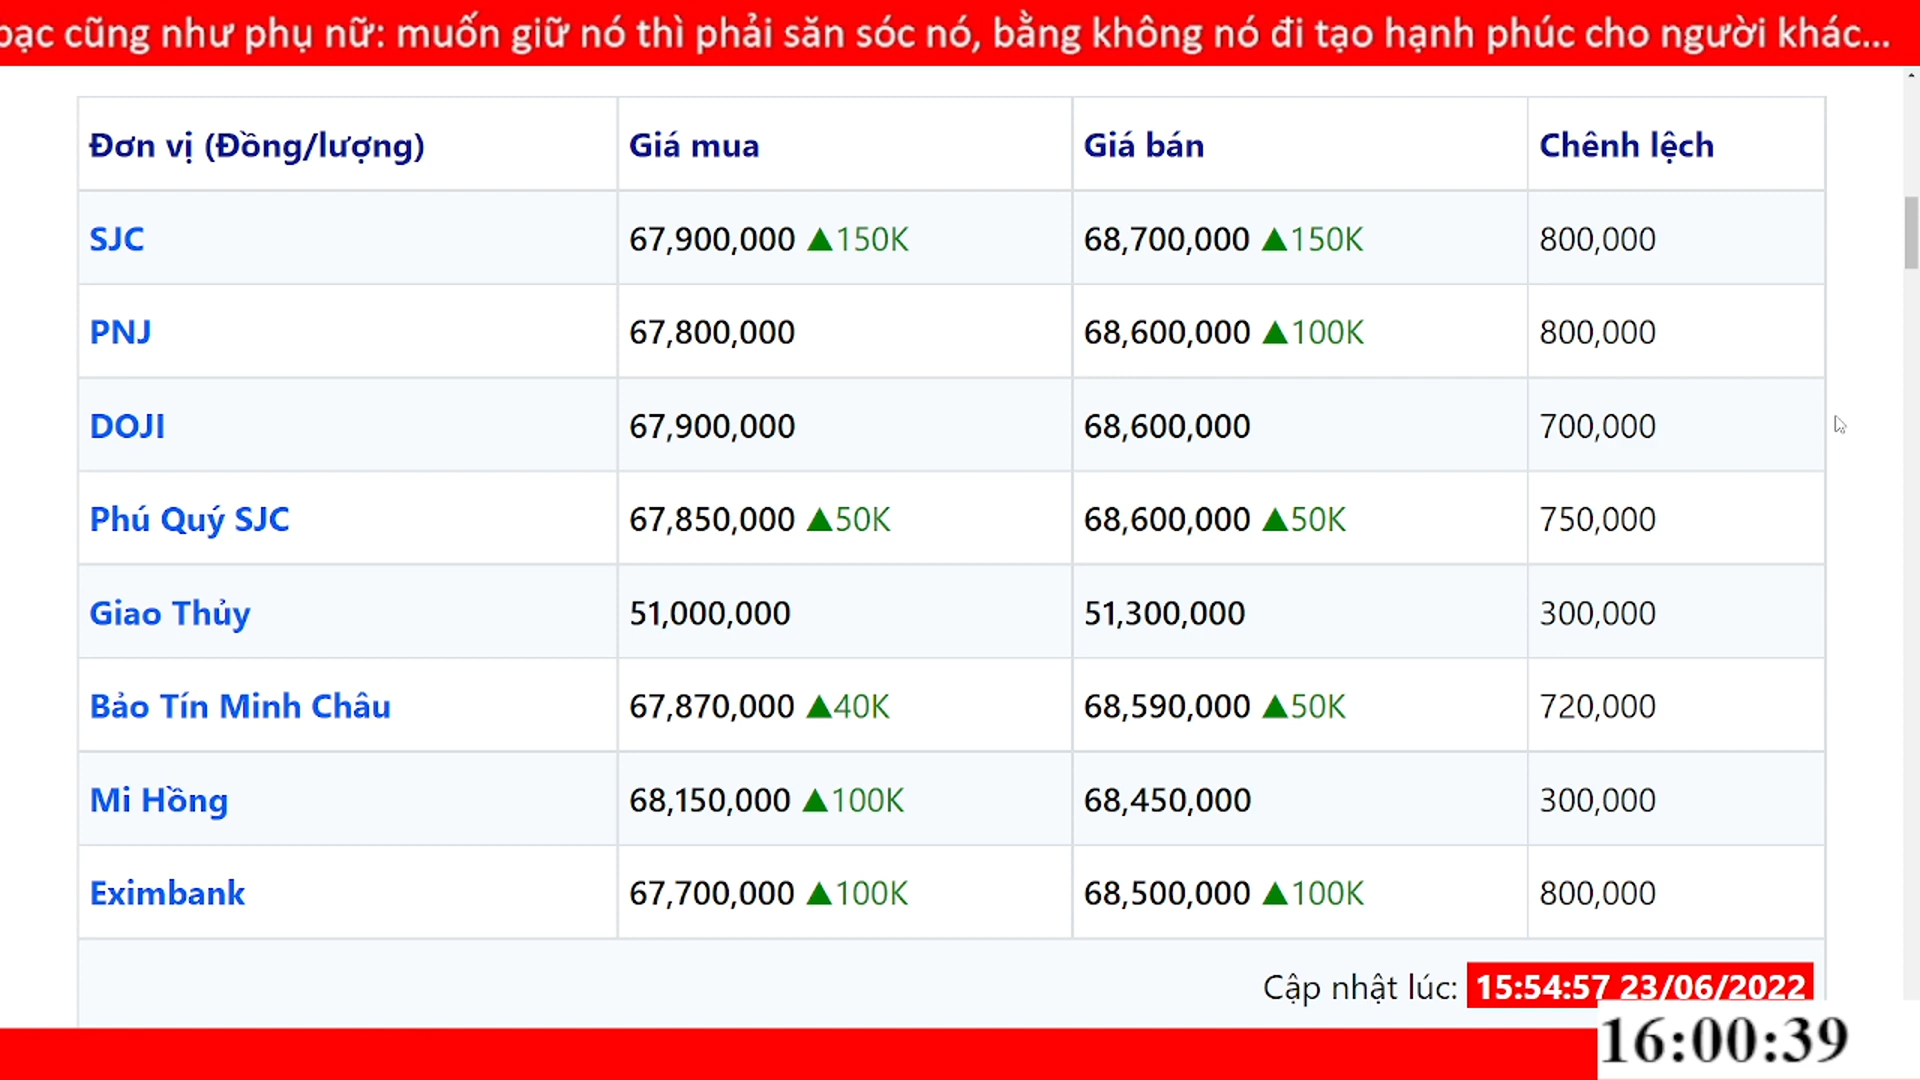 bạc cũng như phụ nữ: muốn giữ nó thì phải săn sóc nó, bằng không nó đi tạo hạnh phúc cho người khác...
Đơn vị (Đồng/lượng) Giá mua Giá bán Chênh lệch
SJC 67,900,000 ▲150K 68,700,000 ▲150K 800,000
PNJ 67,800,000 68,600,000 ▲100K 800,000
DOJI 67,900,000 68,600,000 700,000
Phú Quý SJC 67,850,000 ▲50K 68,600,000 ▲50K 750,000
Giao Thủy 51,000,000 51,300,000 300,000
Bảo Tín Minh Châu 67,870,000 ▲40K 68,590,000 ▲50K 720,000
Mi Hồng 68,150,000 ▲100K 68,450,000 300,000
Eximbank 67,700,000 ▲100K 68,500,000 ▲100K 800,000
Cập nhật lúc: 15:54:57 23/06/2022
16:00:39